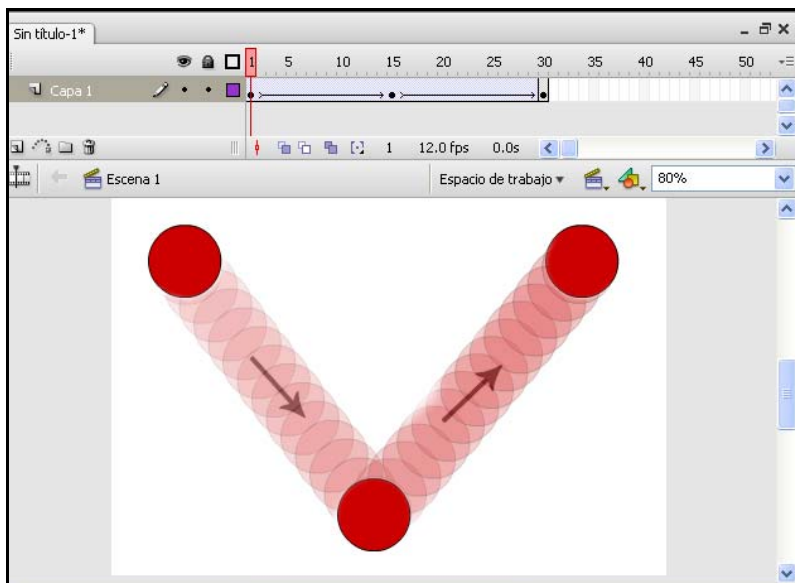 Sin título-1*
1 5 10 15 20 25 30 35 40 45 50
Capa 1
1 12.0 fps 0.0s
Escena 1 Espacio de trabajo 80%